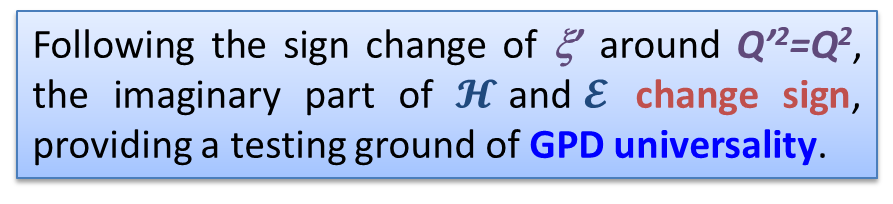 Following the sign change of ξ’ around Q’²=Q²,
the imaginary part of ℋ and ℰ change sign,
providing a testing ground of GPD universality.